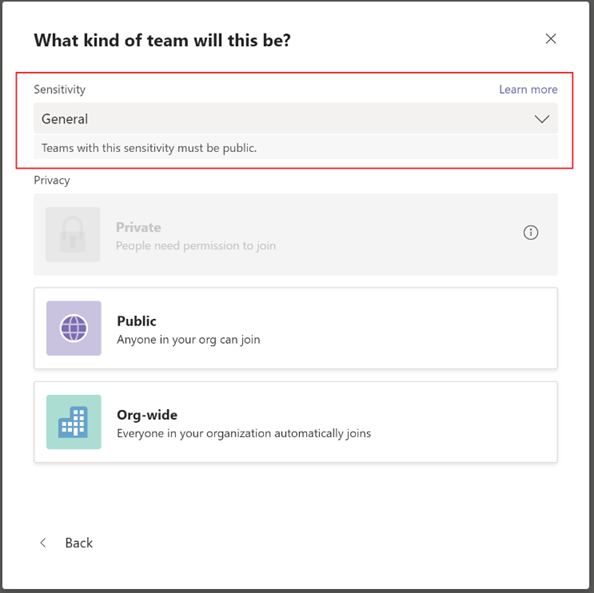 What kind of team will this be?
Sensitivity
Learn more
General
Teams with this sensitivity must be public.
Privacy
Private
People need permission to join
Public
Anyone in your org can join
Org-wide
Everyone in your organization automatically joins
Back